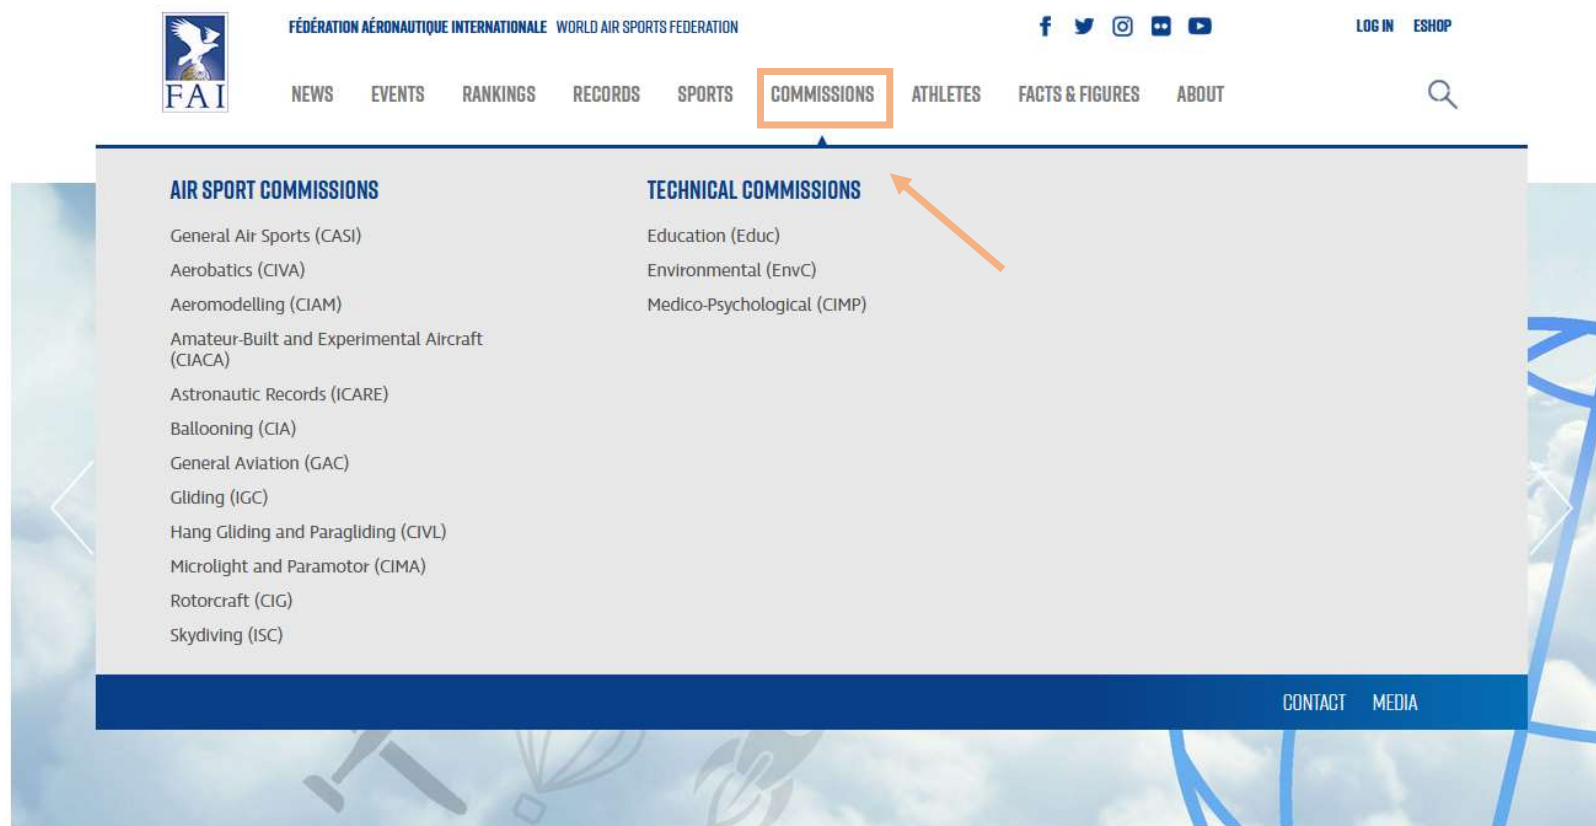 FÉDÉRATION AÉRONAUTIQUE INTERNATIONALE WORLD AIR SPORTS FEDERATION
LOG IN ESHOP
FAI
NEWS EVENTS RANKINGS RECORDS SPORTS COMMISSIONS ATHLETES FACTS & FIGURES ABOUT
AIR SPORT COMMISSIONS
General Air Sports (CASI)
Aerobatics (CIVA)
Aeromodelling (CIAM)
Amateur-Built and Experimental Aircraft
(CIACA)
Astronautic Records (ICARE)
Ballooning (CIA)
General Aviation (GAC)
Gliding (IGC)
Hang Gliding and Paragliding (CIVL)
Microlight and Paramotor (CIMA)
Rotorcraft (CIG)
Skydiving (ISC)
TECHNICAL COMMISSIONS
Education (Educ)
Environmental (EnvC)
Medico-Psychological (CIMP)
CONTACT MEDIA